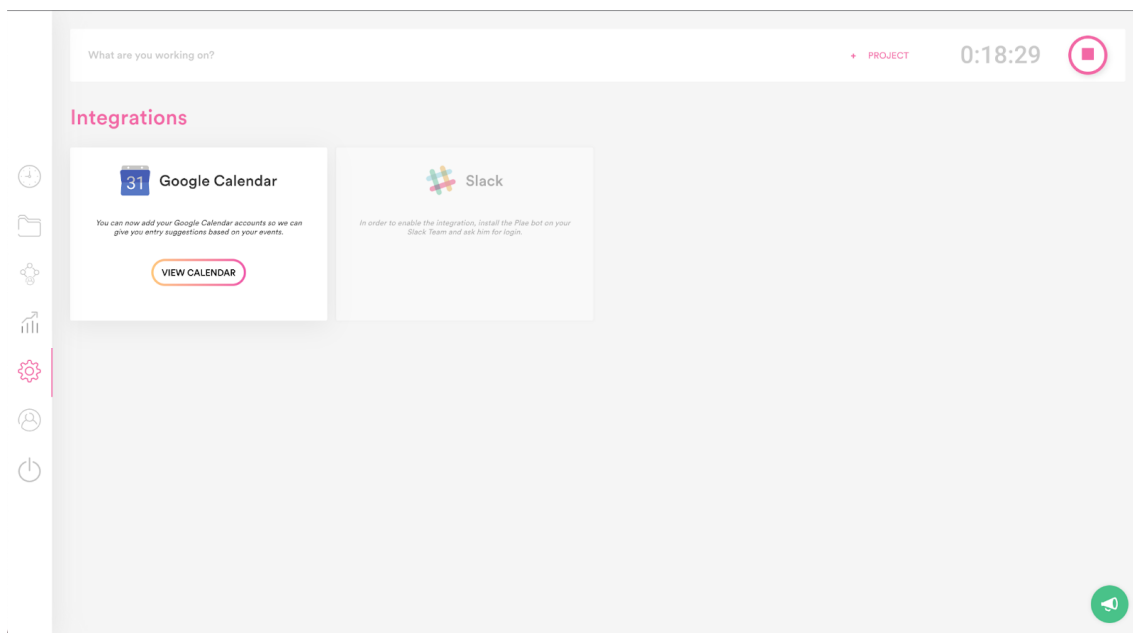 What are you working on?
+ PROJECT
0:18:29
Integrations
31 Google Calendar
You can now add your Google Calendar accounts so we can
give you entry suggestions based on your events.
VIEW CALENDAR
Slack
In order to enable the integration, install the Plae bot on your
Slack Team and ask him for login.